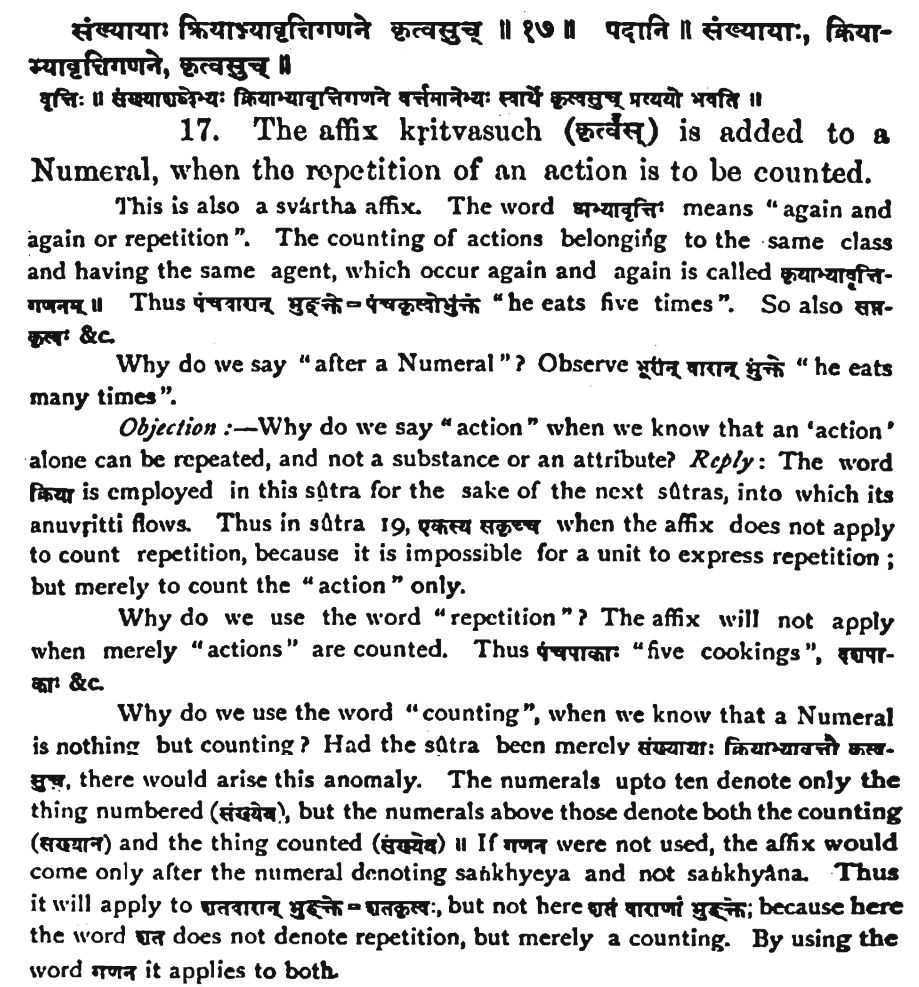 संख्यायाः क्रियाऽभ्यावृत्तिगणने कृत्वसुच् ॥ १७ ॥ पदानि ॥ संख्यायाः, क्रिया-
भ्यावृत्तिगणने, कृत्वसुच् ॥
वृत्तिः ॥ संख्याशब्देभ्यः क्रियाभ्यावृत्तिगणने वर्त्तमानेभ्यः स्वार्थे कृत्वसुच् प्रत्ययो भवति ॥
17. The affix kṛitvasuch (कृत्वस्) is added to a
Numeral, when the repetition of an action is to be counted.
This is also a svártha affix. The word अभ्यावृत्तिः means "again and
again or repetition". The counting of actions belonging to the same class
and having the same agent, which occur again and again is called कृयाभ्यावृत्ति-
गणनम् ॥ Thus पंचवारान् भुङ्क्ते = पंचकृत्वोभुंक्ते "he eats five times". So also सप्त-
कृत्वः &c.
Why do we say "after a Numeral"? Observe भूरीन् वारान् भुंक्ते "he eats
many times".
Objection :—Why do we say "action" when we know that an 'action'
alone can be repeated, and not a substance or an attribute? Reply: The word
क्रिया is employed in this sûtra for the sake of the next sûtras, into which its
anuvṛitti flows. Thus in sûtra 19, एकस्य सकृच्च when the affix does not apply
to count repetition, because it is impossible for a unit to express repetition ;
but merely to count the "action" only.
Why do we use the word "repetition"? The affix will not apply
when merely "actions" are counted. Thus पंचपाकाः "five cookings", दशपा-
काः &c.
Why do we use the word "counting", when we know that a Numeral
is nothing but counting? Had the sûtra been merely संख्यायाः क्रियाभ्यावृत्तौ कृत्व-
सुच्, there would arise this anomaly. The numerals upto ten denote only the
thing numbered (संख्येय), but the numerals above those denote both the counting
(संख्यान) and the thing counted (संख्येय) ॥ If गणन were not used, the affix would
come only after the numeral denoting saṅkhyeya and not saṅkhyâna. Thus
it will apply to शतवारान् भुङ्क्ते = शतकृत्वः, but not here शतं वाराणां भुङ्क्ते; because here
the word शत does not denote repetition, but merely a counting. By using the
word गणन it applies to both.